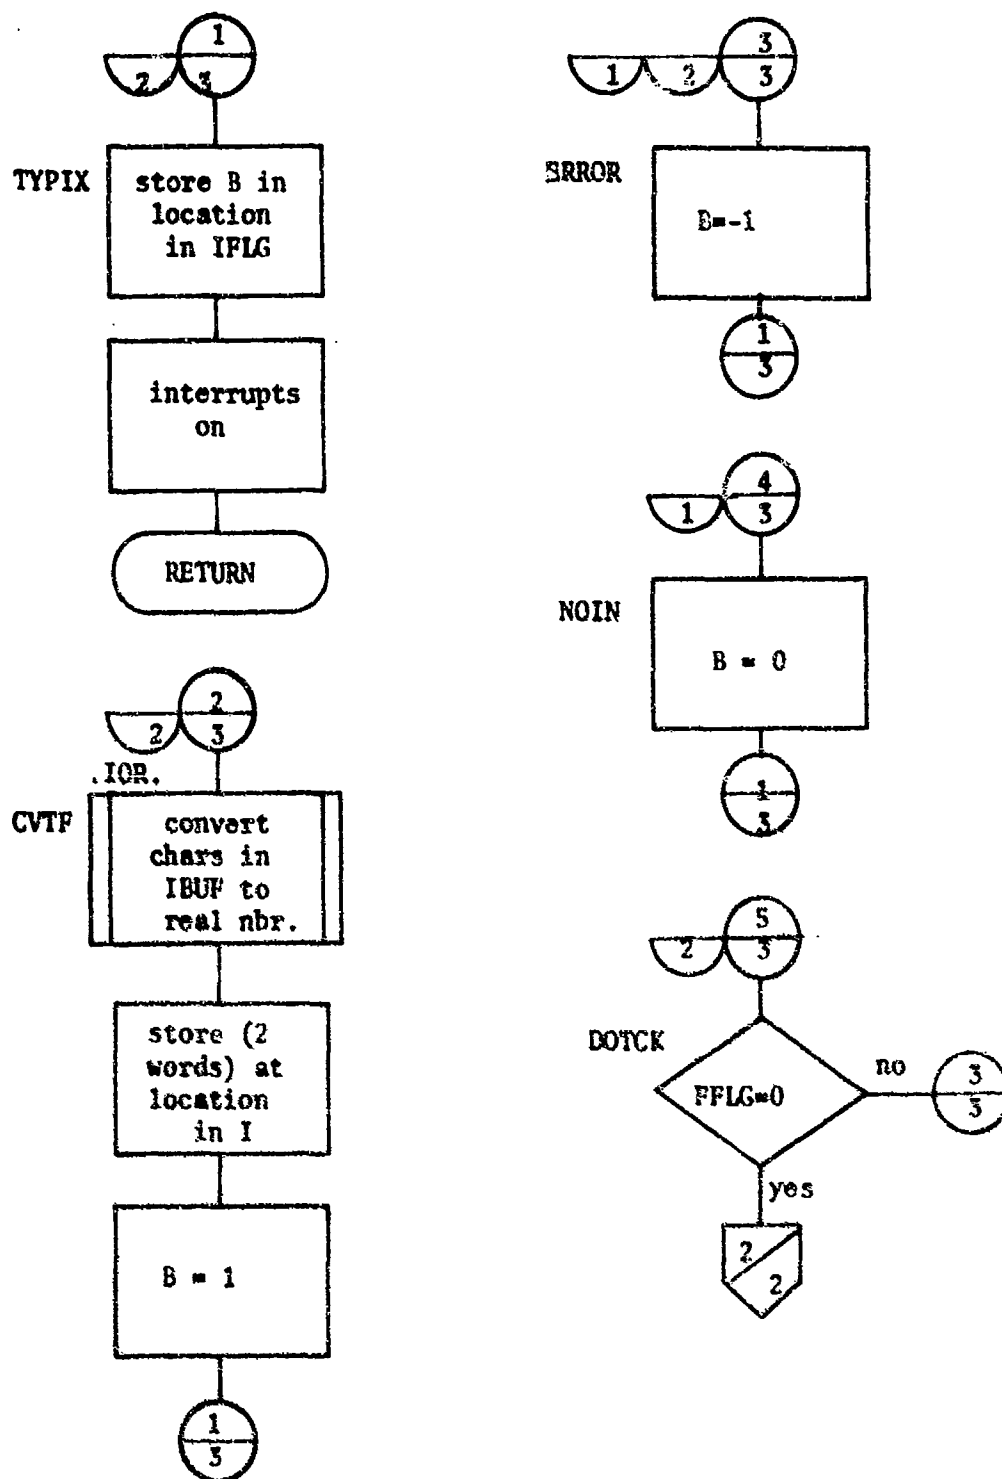 1
2 3
TYPIX
store B in
location
in IFLG
interrupts
on
RETURN
2
2 3
.IOR.
CVTF
convert
chars in
IBUF to
real nbr.
store (2
words) at
location
in I
B = 1
1
3
3
1 2 3
ERROR
B=-1
1
3
4
1 3
NOIN
B = 0
1
3
5
2 3
DOTCK
FFLG=0
no
3
3
yes
2
2